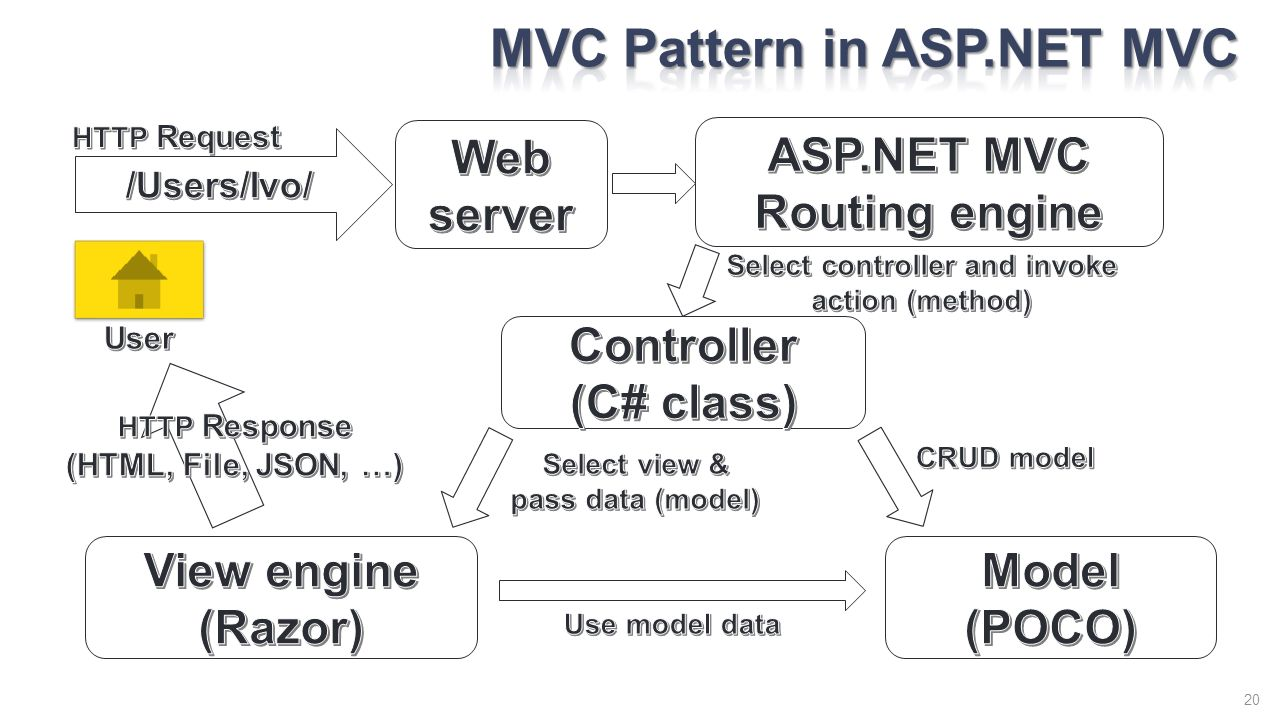 MVC Pattern in ASP.NET MVC
HTTP Request
/Users/Ivo/
Web
server
ASP.NET MVC
Routing engine
Select controller and invoke
action (method)
User
Controller
(C# class)
HTTP Response
(HTML, File, JSON, …)
Select view &
pass data (model)
CRUD model
View engine
(Razor)
Use model data
Model
(POCO)
20